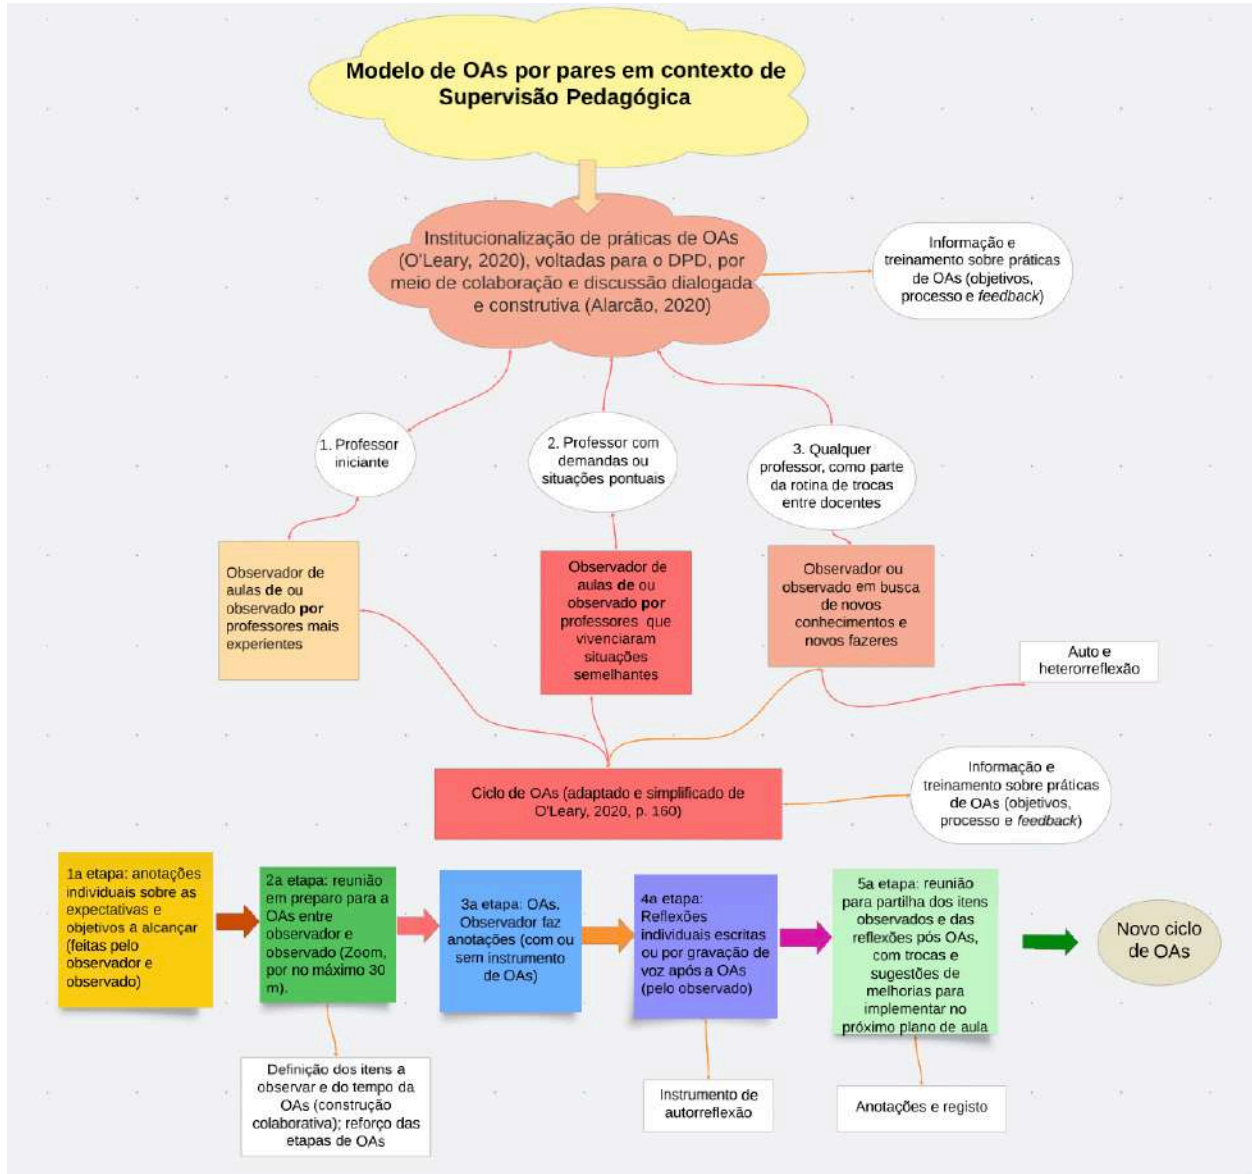 Modelo de OAs por pares em contexto de
Supervisão Pedagógica
Institucionalização de práticas de OAs
(O'Leary, 2020), voltadas para o DPD, por
meio de colaboração e discussão dialogada
e construtiva (Alarcão, 2020)
Informação e
treinamento sobre práticas
de OAs (objetivos,
processo e feedback)
1. Professor
iniante
2. Professor com
demandas ou
situações pontuais
3. Qualquer
professor, como parte
da rotina de trocas
entre docentes
Observador de
aulas de ou
observado por
professores mais
experientes
Observador de
aulas de ou
observado por
professores que
vivenciaram
situações
semelhantes
Observador ou
observado em busca
de novos
conhecimentos e
novos fazeres
Auto e
heterorreflexão
Ciclo de OAs (adaptado e simplificado de
O'Leary, 2020, p. 160)
Informação e
treinamento sobre práticas
de OAs (objetivos,
processo e feedback)
1a etapa: anotações
individuais sobre as
expectativas e
objetivos a alcançar
(feitas pelo
observador e
observado)
2a etapa: reunião
em preparo para a
OAs entre
observador e
observado (Zoom,
por no máximo 30
m).
3a etapa: OAs.
Observador faz
anotações (com ou
sem instrumento
de OAs)
4a etapa:
Reflexões
individuais escritas
ou por gravação de
voz após a OAs
(pelo observado)
5a etapa: reunião
para partilha dos itens
observados e das
reflexões pós OAs,
com trocas e
sugestões de
melhorias para
implementar no
próximo plano de aula
Novo ciclo
de OAs
Definição dos itens a
observar e do tempo da
OAs (construção
colaborativa); reforço das
etapas de OAs
Instrumento de
autorreflexão
Anotações e registo